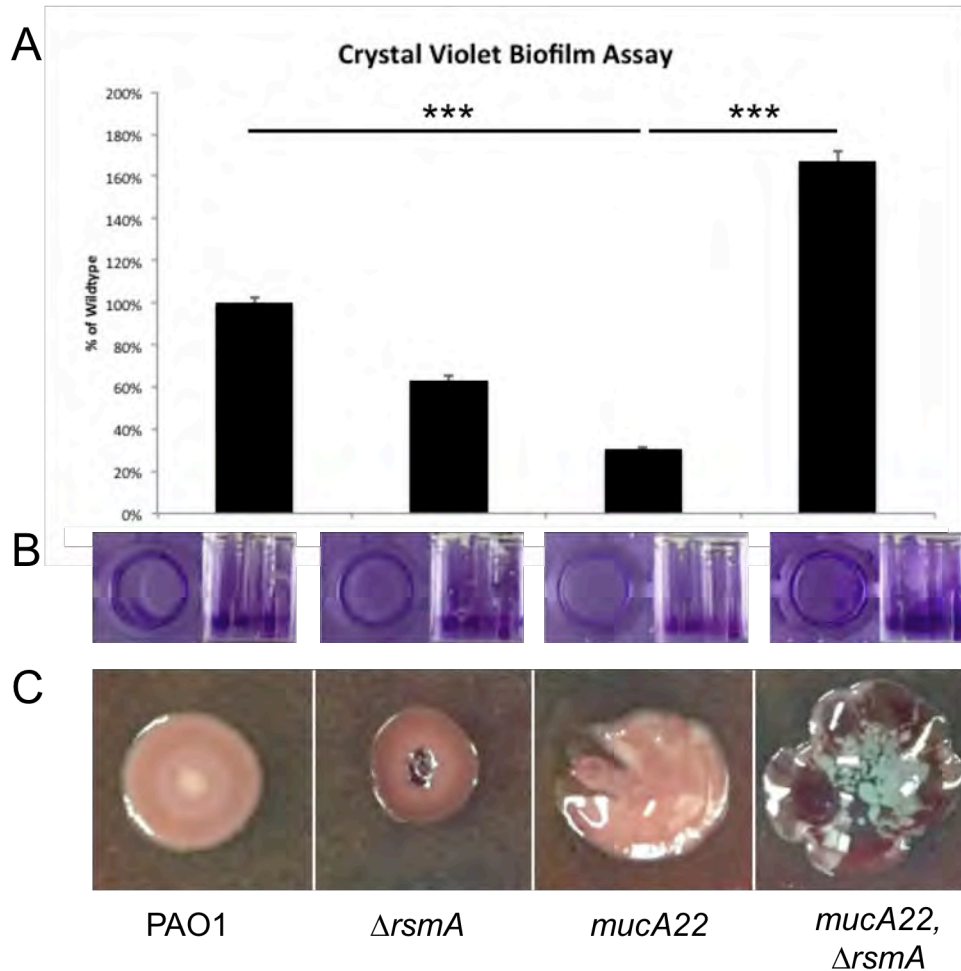 A
Crystal Violet Biofilm Assay
200%
180%
160%
140%
120%
100%
80%
60%
40%
20%
0%
% of Wildtype
***
***
B
C
PAO1
ΔrsmA
mucA22
mucA22,
ΔrsmA